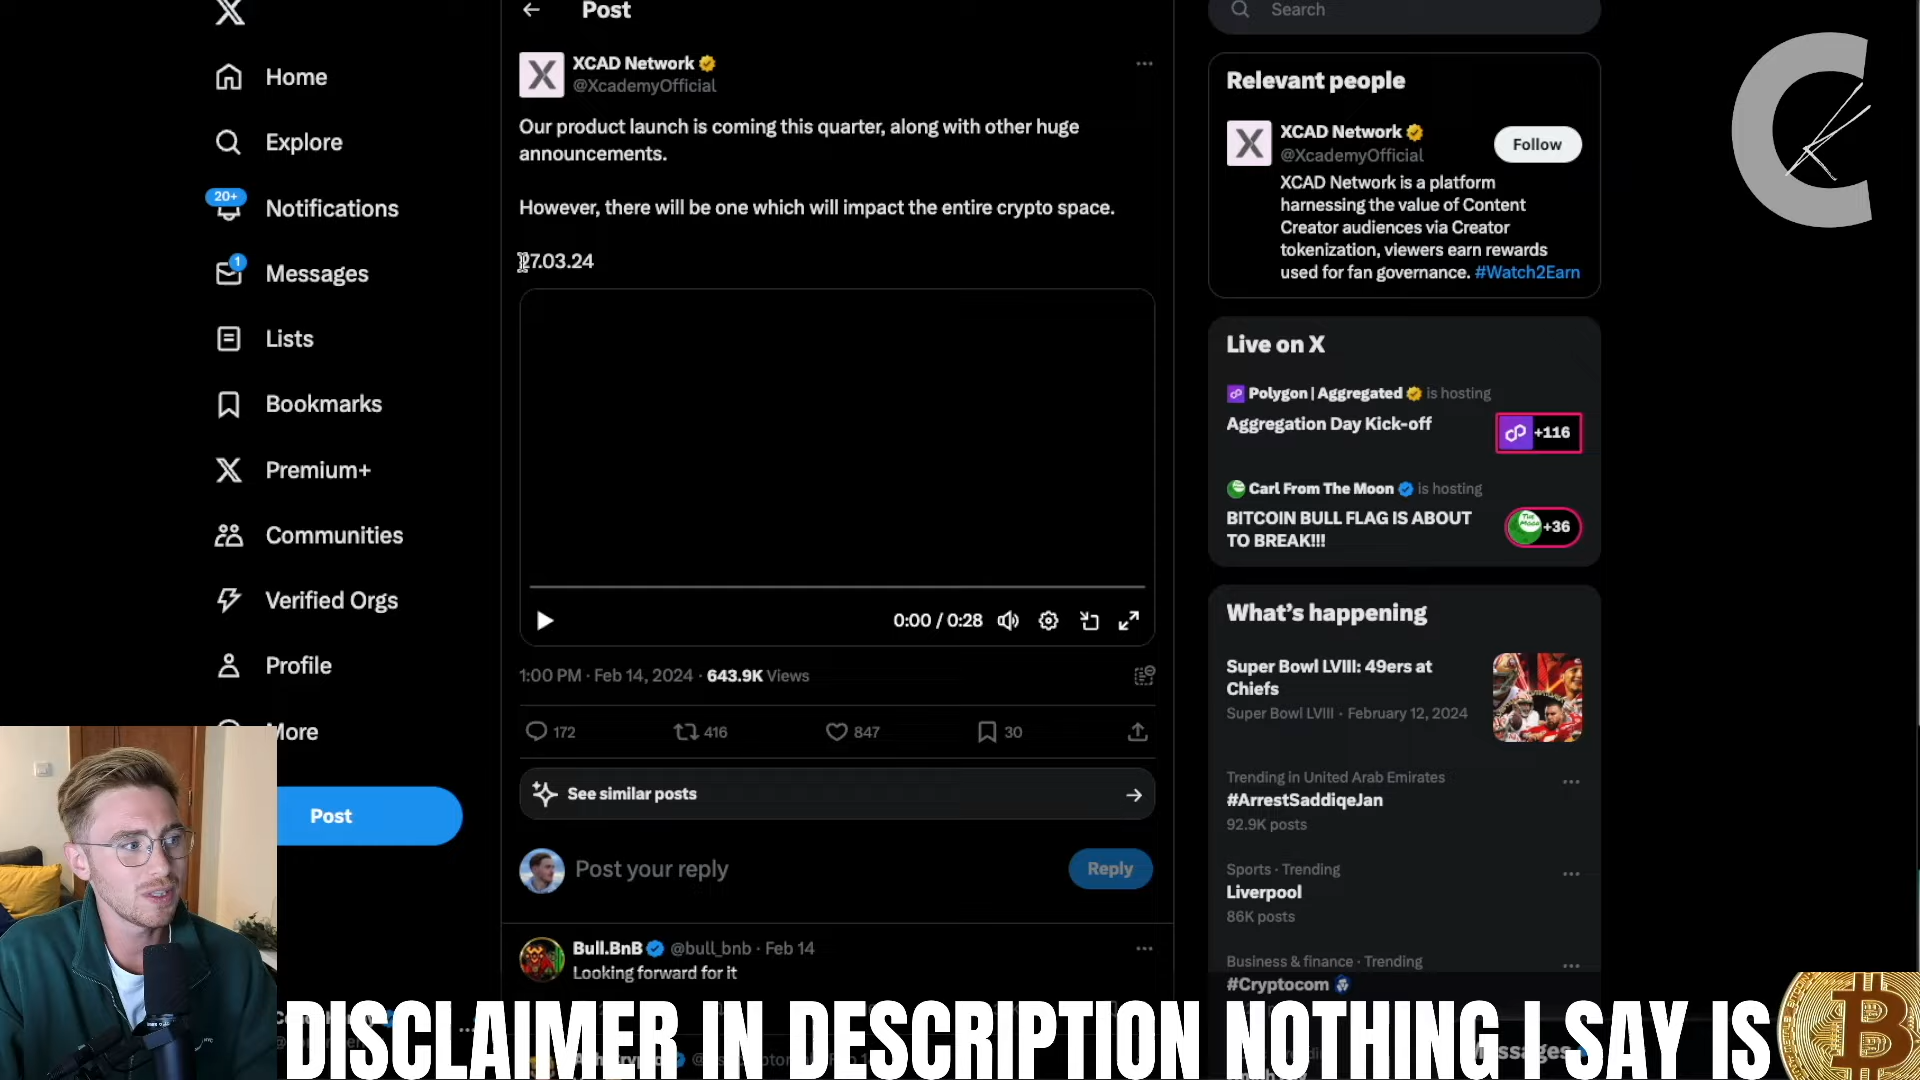 Home
Explore
20+
Notifications
1
Messages
Lists
Bookmarks
Premium+
Communities
Verified Orgs
Profile
More
Post
Post
XCAD Network
@XcademyOfficial
Our product launch is coming this quarter, along with other huge
announcements.
However, there will be one which will impact the entire crypto space.
27.03.24
0:00 / 0:28
1:00 PM · Feb 14, 2024 · 643.9K Views
172
416
847
30
See similar posts
Post your reply
Reply
Bull.BnB @bull_bnb · Feb 14
Looking forward for it
Search
Relevant people
XCAD Network
@XcademyOfficial
Follow
XCAD Network is a platform
harnessing the value of Content
Creator audiences via Creator
tokenization, viewers earn rewards
used for fan governance. #Watch2Earn
Live on X
Polygon | Aggregated is hosting
Aggregation Day Kick-off
+116
Carl From The Moon is hosting
BITCOIN BULL FLAG IS ABOUT
TO BREAK!!!
+36
What's happening
Super Bowl LVIII: 49ers at
Chiefs
Super Bowl LVIII · February 12, 2024
Trending in United Arab Emirates
#ArrestSaddiqeJan
92.9K posts
Sports · Trending
Liverpool
86K posts
Business & finance · Trending
#Cryptocom
Messages
DISCLAIMER IN DESCRIPTION NOTHING I SAY IS